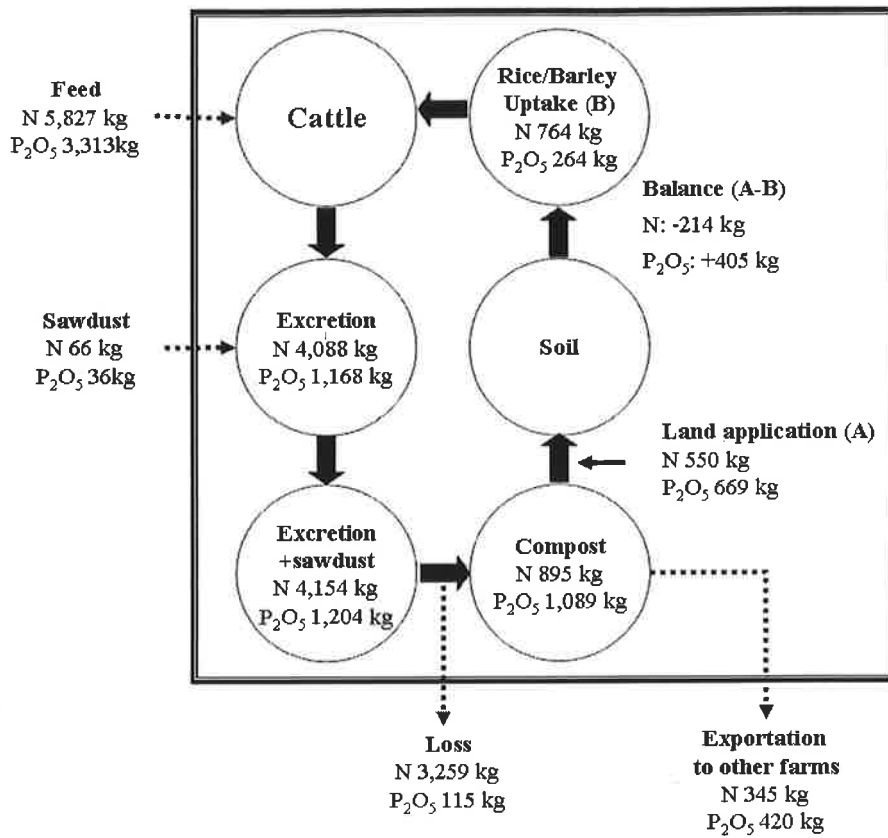 Feed
N 5,827 kg
P₂O₅ 3,313kg
Cattle
Rice/Barley
Uptake (B)
N 764 kg
P₂O₅ 264 kg
Balance (A-B)
N: -214 kg
P₂O₅: +405 kg
Sawdust
N 66 kg
P₂O₅ 36kg
Excretion
N 4,088 kg
P₂O₅ 1,168 kg
Soil
Land application (A)
N 550 kg
P₂O₅ 669 kg
Excretion
+sawdust
N 4,154 kg
P₂O₅ 1,204 kg
Compost
N 895 kg
P₂O₅ 1,089 kg
Loss
N 3,259 kg
P₂O₅ 115 kg
Exportation
to other farms
N 345 kg
P₂O₅ 420 kg